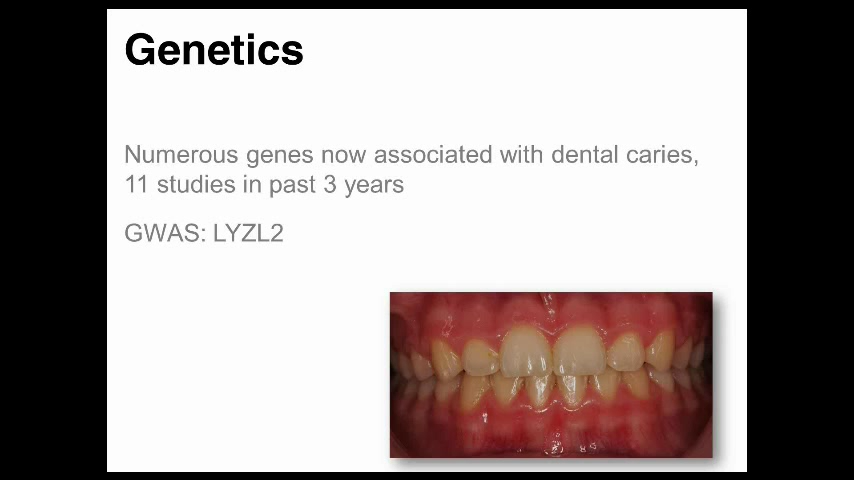 Genetics
Numerous genes now associated with dental caries,
11 studies in past 3 years
GWAS: LYZL2